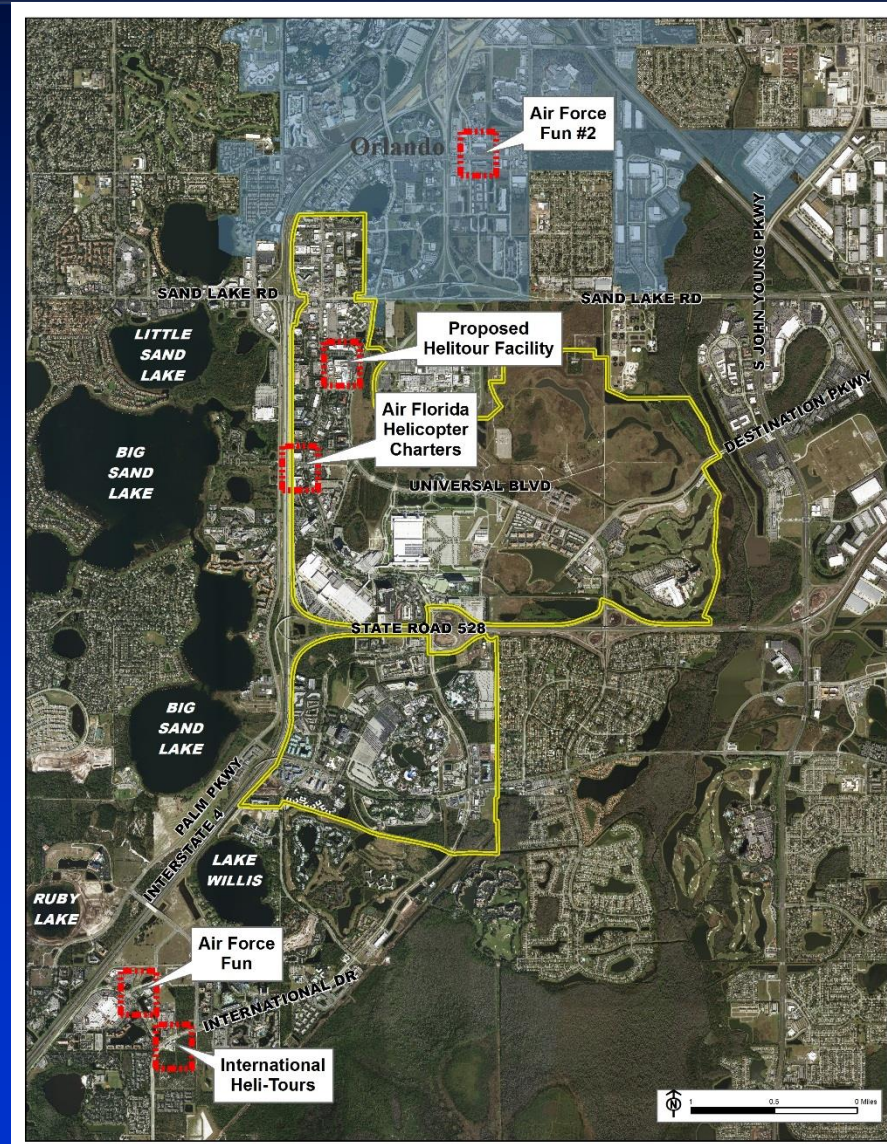 Air Force
Fun #2
Orlando
S JOHN YOUNG PKWY
SAND LAKE RD
SAND LAKE RD
LITTLE
SAND
LAKE
Proposed
Helitour Facility
DESTINATION PKWY
Air Florida
Helicopter
Charters
BIG
SAND
LAKE
UNIVERSAL BLVD
STATE ROAD 528
BIG
SAND
LAKE
PALM PKWY
INTERSTATE 4
LAKE
WILLIS
RUBY
LAKE
Air Force
Fun
INTERNATIONAL DR
International
Heli-Tours
N
1 0.5 0 Miles